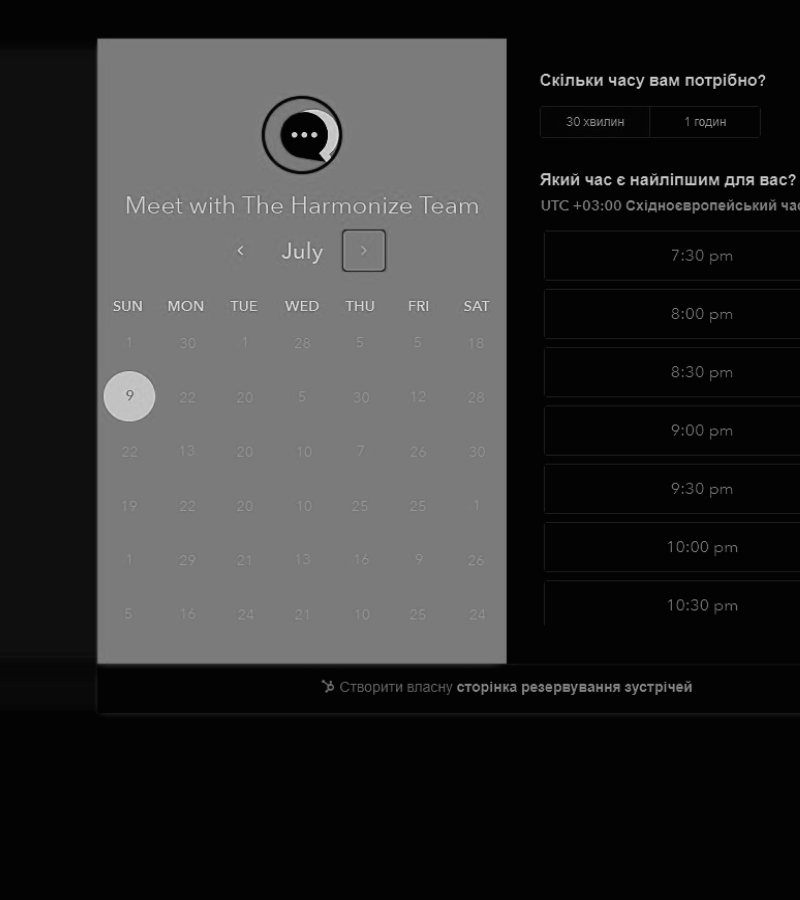 Meet with The Harmonize Team
July
SUN MON TUE WED THU FRI SAT
1 30 1 28 5 5 18
9 22 20 5 30 12 28
22 13 20 10 7 26 30
19 22 20 10 25 25 1
1 29 21 13 16 9 26
5 16 24 21 10 25 24
Скільки часу вам потрібно?
30 хвилин 1 годин
Який час є найліпшим для вас?
UTC +03:00 Східноєвропейський час
7:30 pm
8:00 pm
8:30 pm
9:00 pm
9:30 pm
10:00 pm
10:30 pm
Створити власну сторінка резервування зустрічей